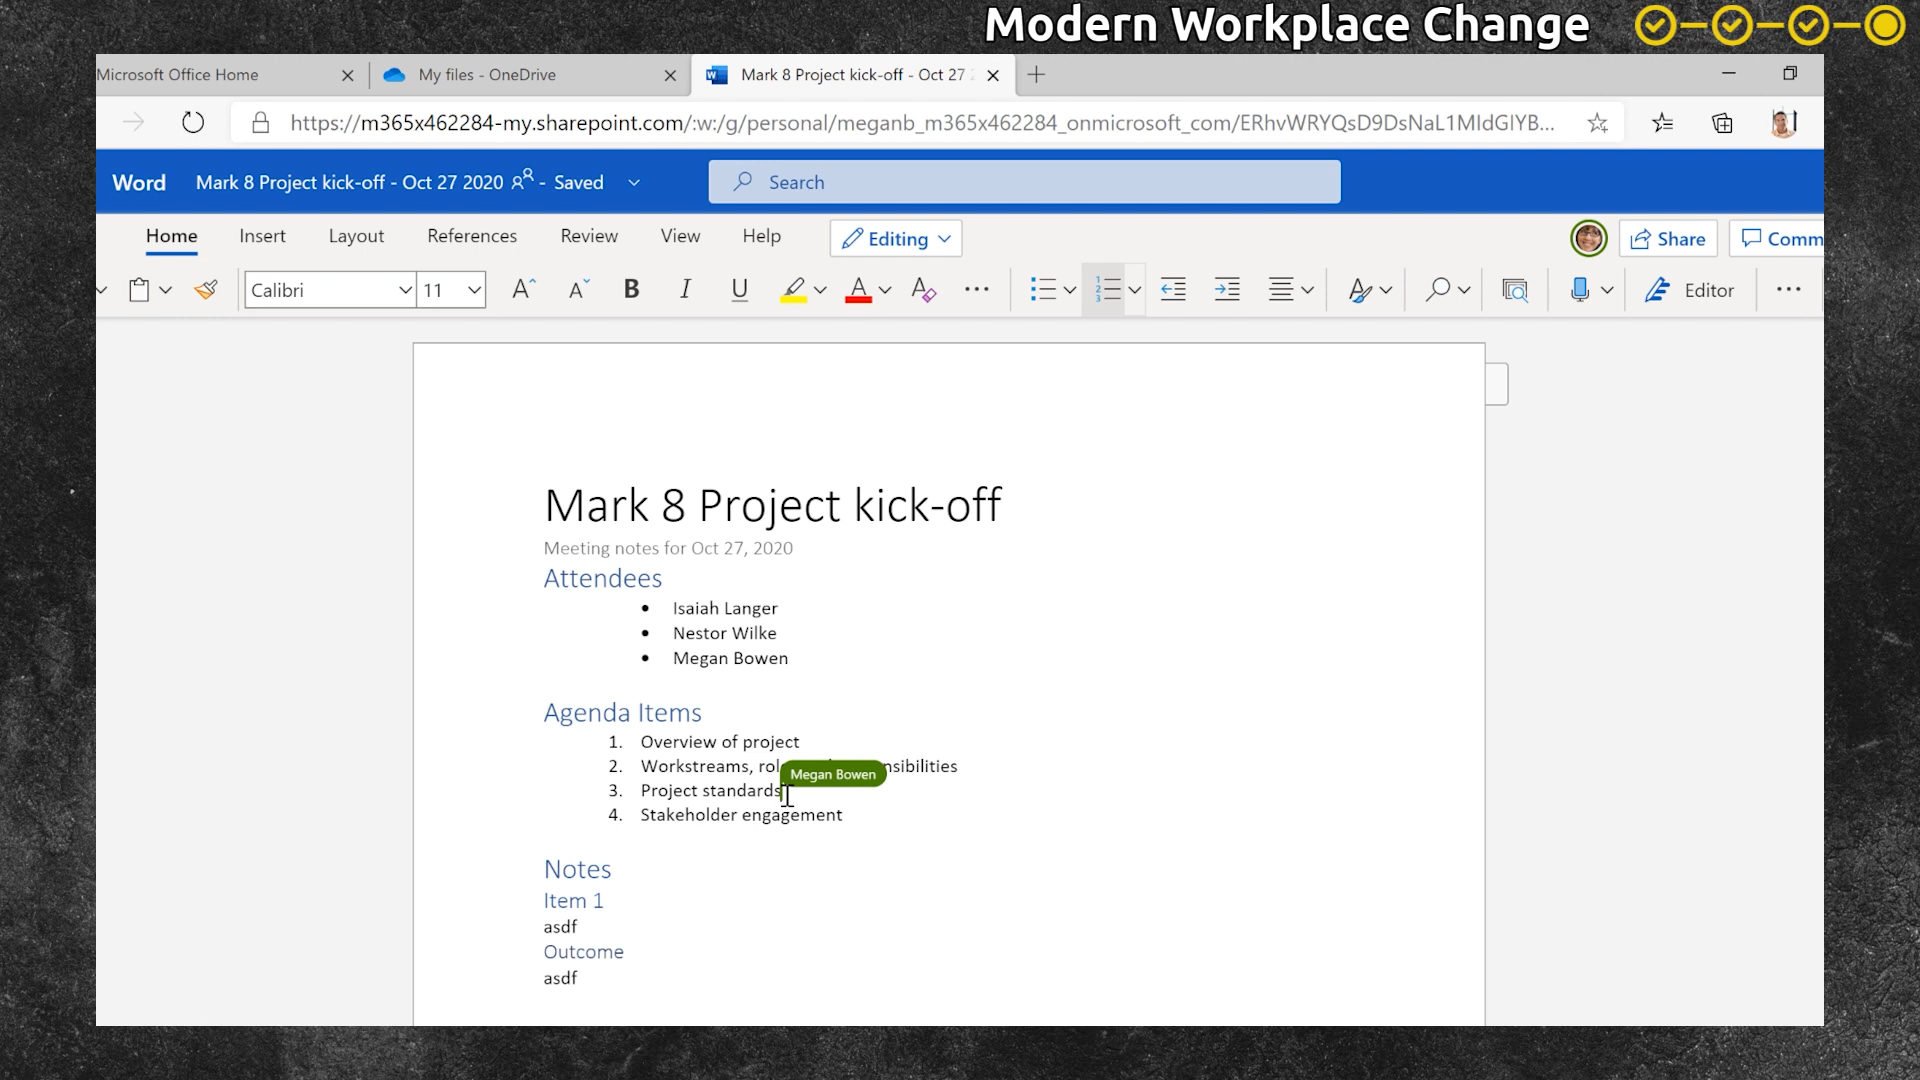 Modern Workplace Change
Microsoft Office Home
My files - OneDrive
Mark 8 Project kick-off - Oct 27
https://m365x462284-my.sharepoint.com/:w:/g/personal/meganb_m365x462284_onmicrosoft_com/ERhvWRYQsD9DsNaL1MIdGIYB...
Word Mark 8 Project kick-off - Oct 27 2020 - Saved
Search
Home Insert Layout References Review View Help Editing Share Comm
Calibri 11 B I U A Editor
Mark 8 Project kick-off
Meeting notes for Oct 27, 2020
Attendees
• Isaiah Langer
• Nestor Wilke
• Megan Bowen
Agenda Items
1. Overview of project
2. Workstreams, nsibilities
Megan Bowen
3. Project standards
4. Stakeholder engagement
Notes
Item 1
asdf
Outcome
asdf